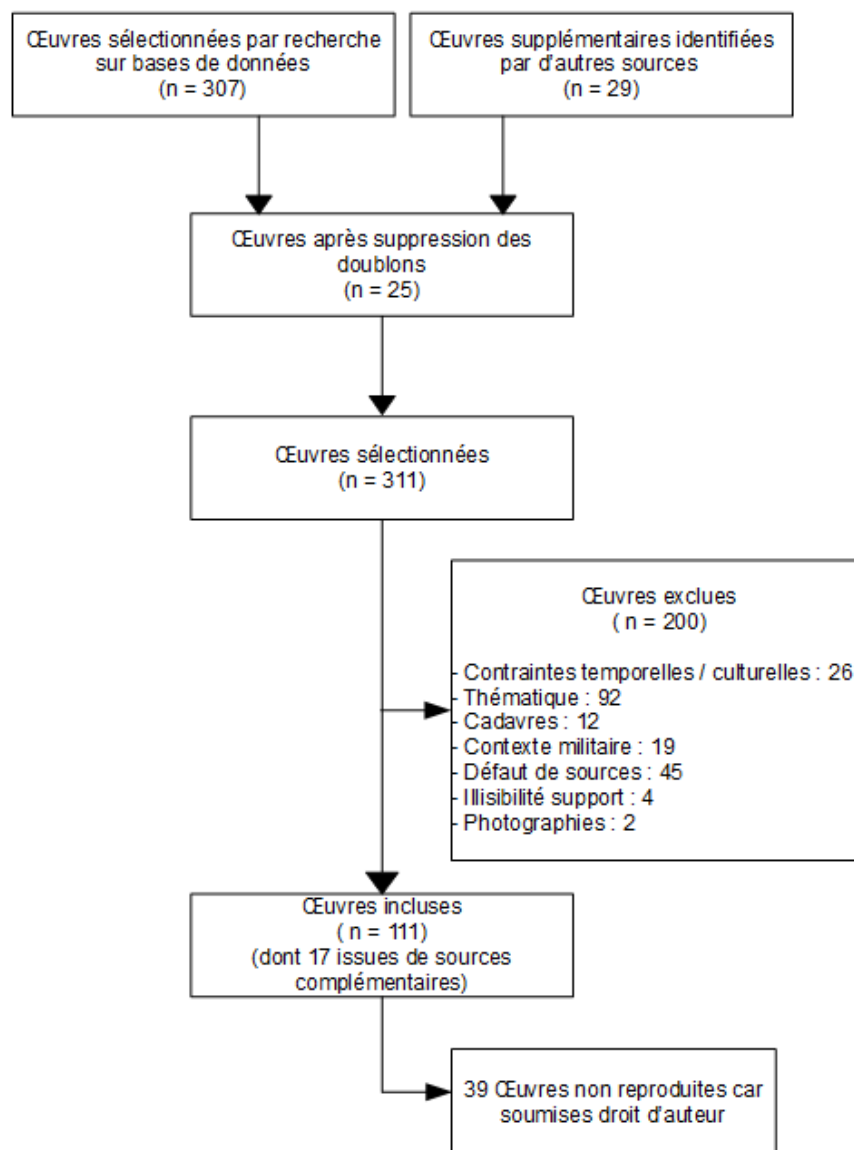 Œuvres sélectionnées par recherche
sur bases de données
(n = 307)
Œuvres supplémentaires identifiées
par d'autres sources
(n = 29)
Œuvres après suppression des
doublons
(n = 25)
Œuvres sélectionnées
(n = 311)
Œuvres exclues
( n = 200)
- Contraintes temporelles / culturelles : 26
- Thématique : 92
- Cadavres : 12
- Contexte militaire : 19
- Défaut de sources : 45
- Illisibilité support : 4
- Photographies : 2
Œuvres incluses
( n = 111)
(dont 17 issues de sources
complémentaires)
39 Œuvres non reproduites car
soumises droit d'auteur